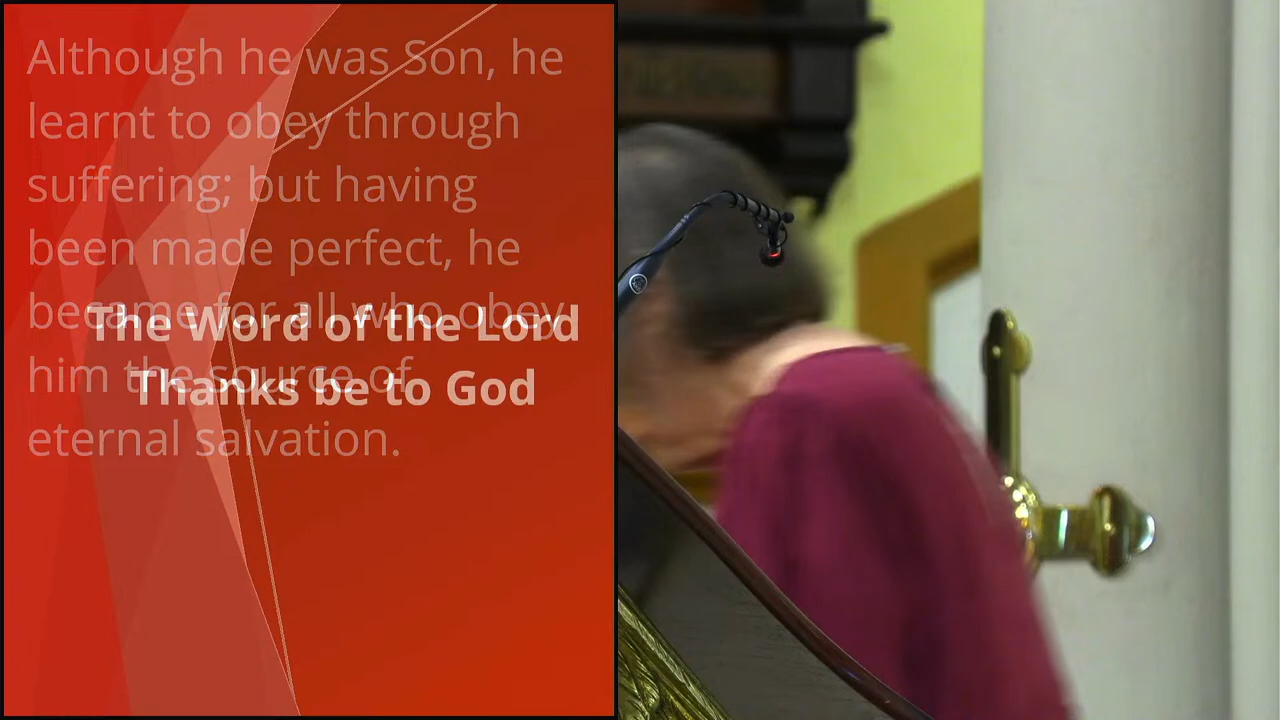 Although he was Son, he
learnt to obey through
suffering; but having
been made perfect, he
became for all who obey
him the source of
eternal salvation.
The Word of the Lord
Thanks be to God